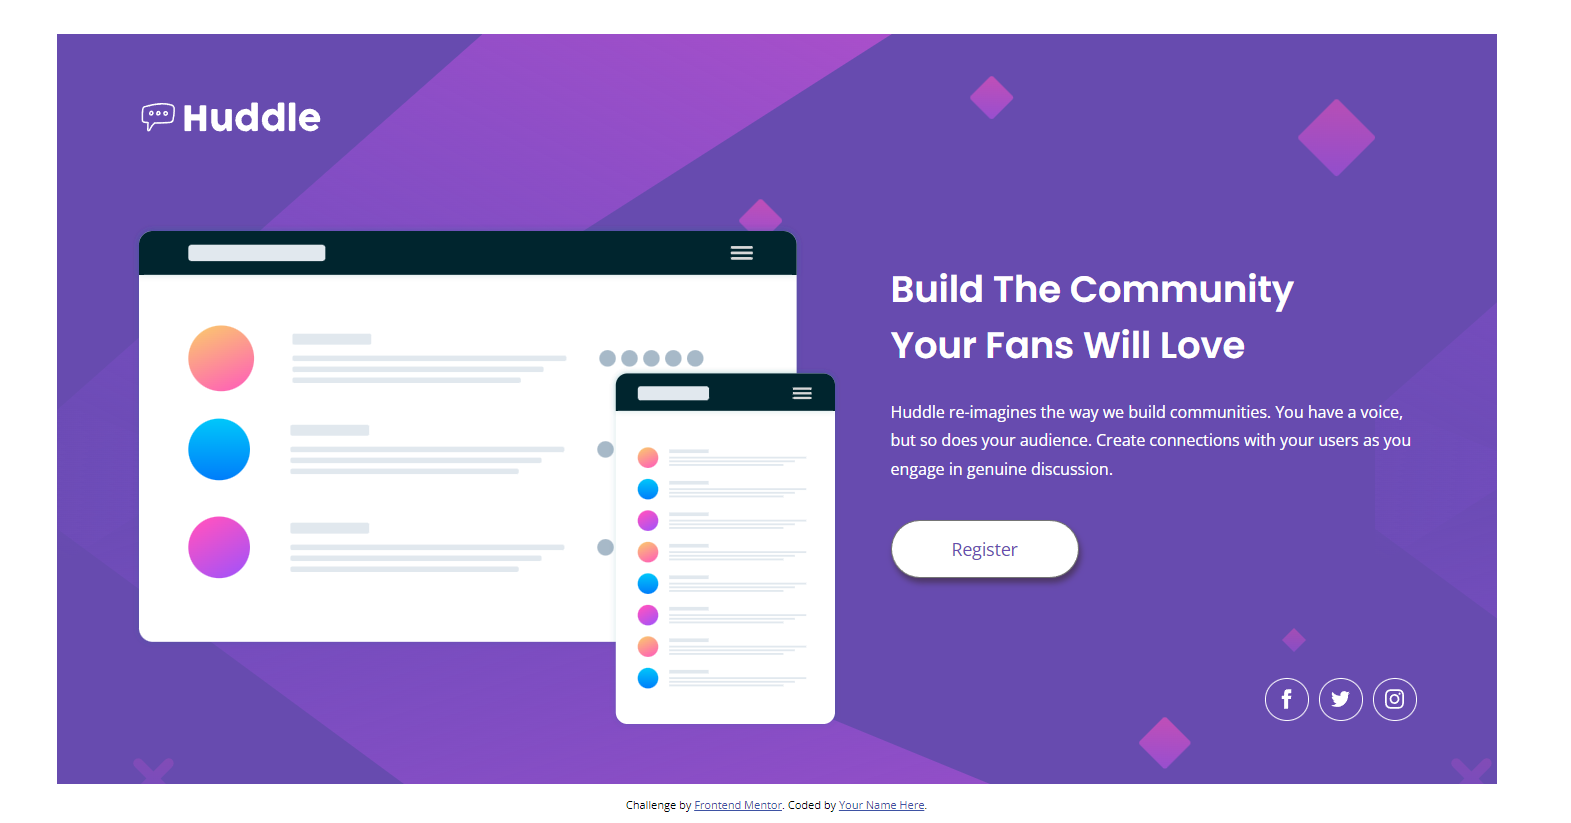 Huddle
Build The Community
Your Fans Will Love
Huddle re-imagines the way we build communities. You have a voice,
but so does your audience. Create connections with your users as you
engage in genuine discussion.
Register
Challenge by Frontend Mentor. Coded by Your Name Here.